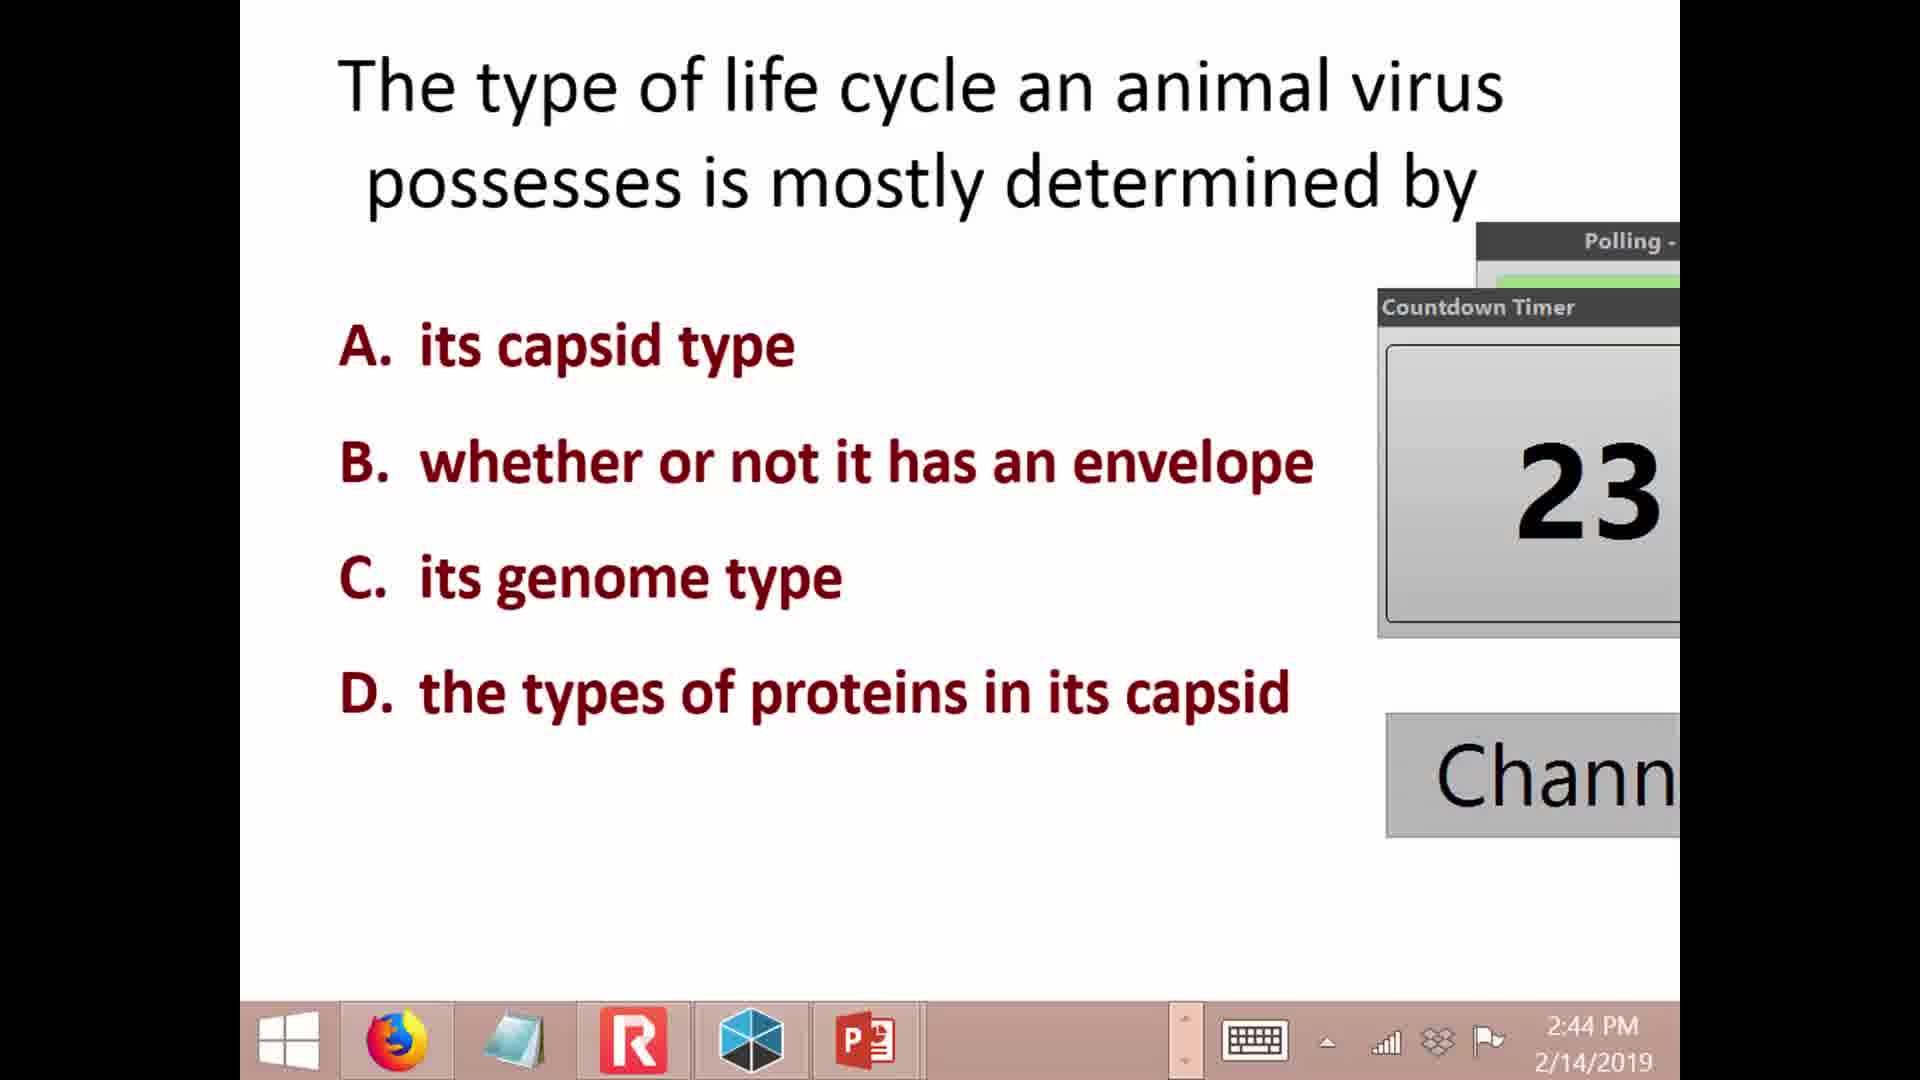 The type of life cycle an animal virus
possesses is mostly determined by
Polling -
Countdown Timer
A. its capsid type
B. whether or not it has an envelope
23
C. its genome type
D. the types of proteins in its capsid
Chann
2:44 PM
2/14/2019